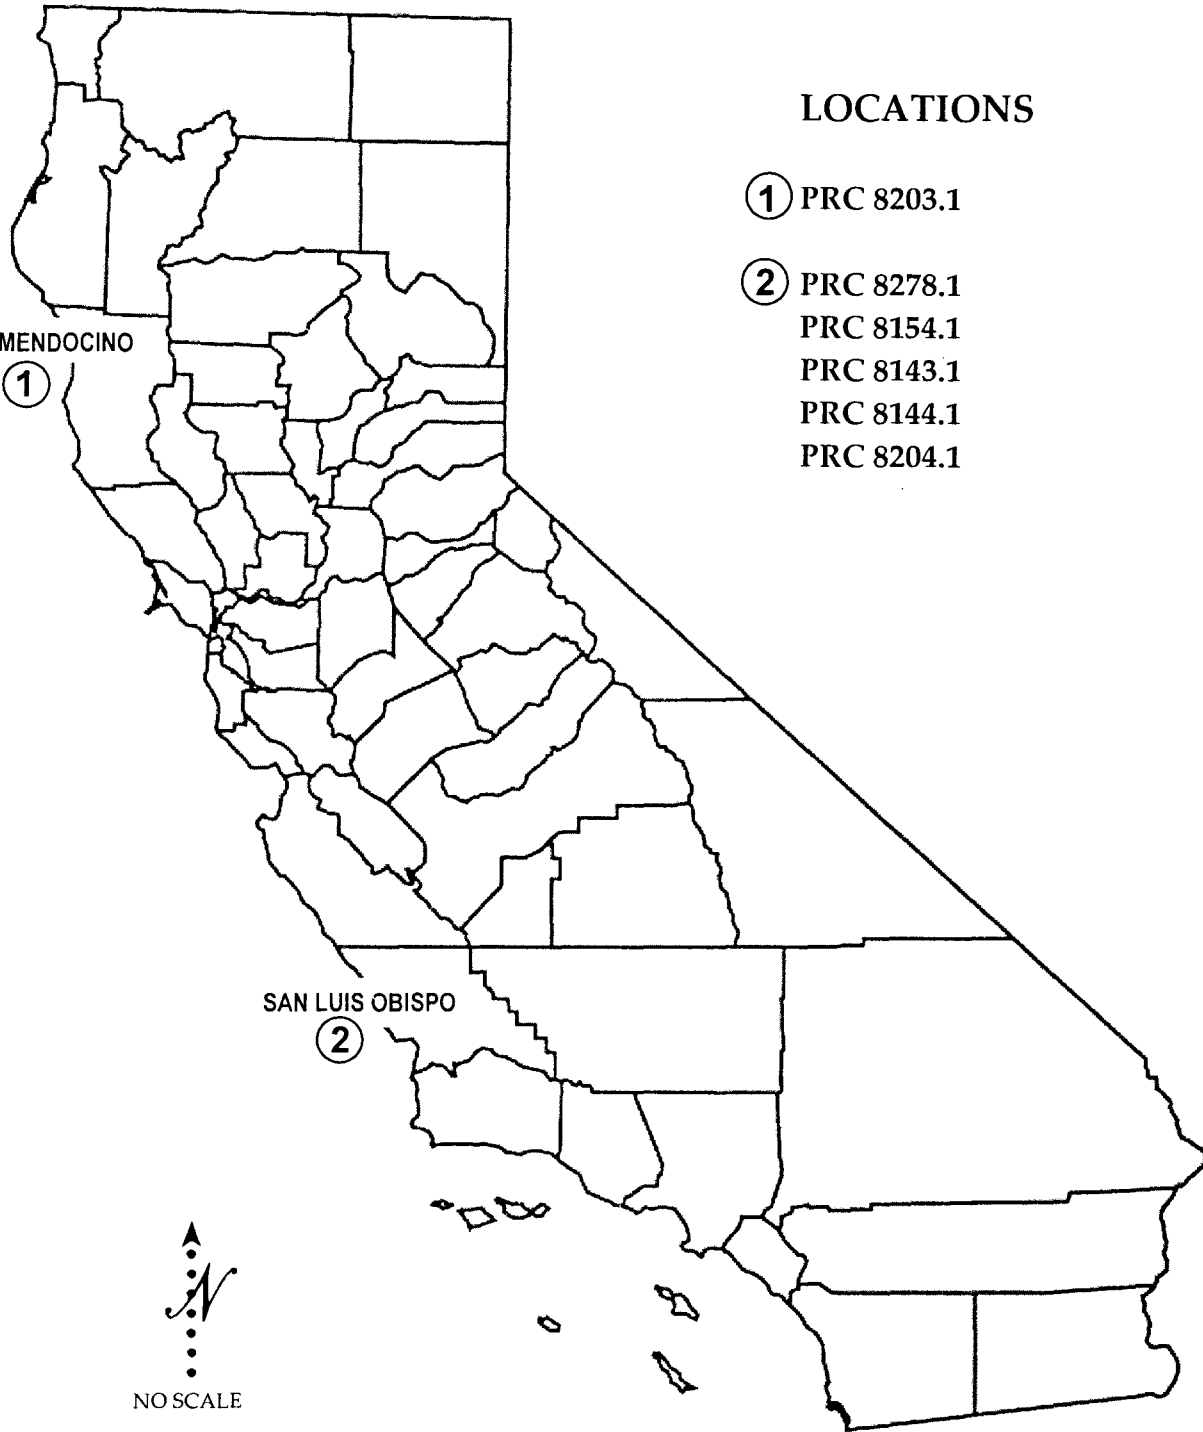 LOCATIONS
1 PRC 8203.1
2 PRC 8278.1
PRC 8154.1
PRC 8143.1
PRC 8144.1
PRC 8204.1
MENDOCINO
1
SAN LUIS OBISPO
2
N
NO SCALE